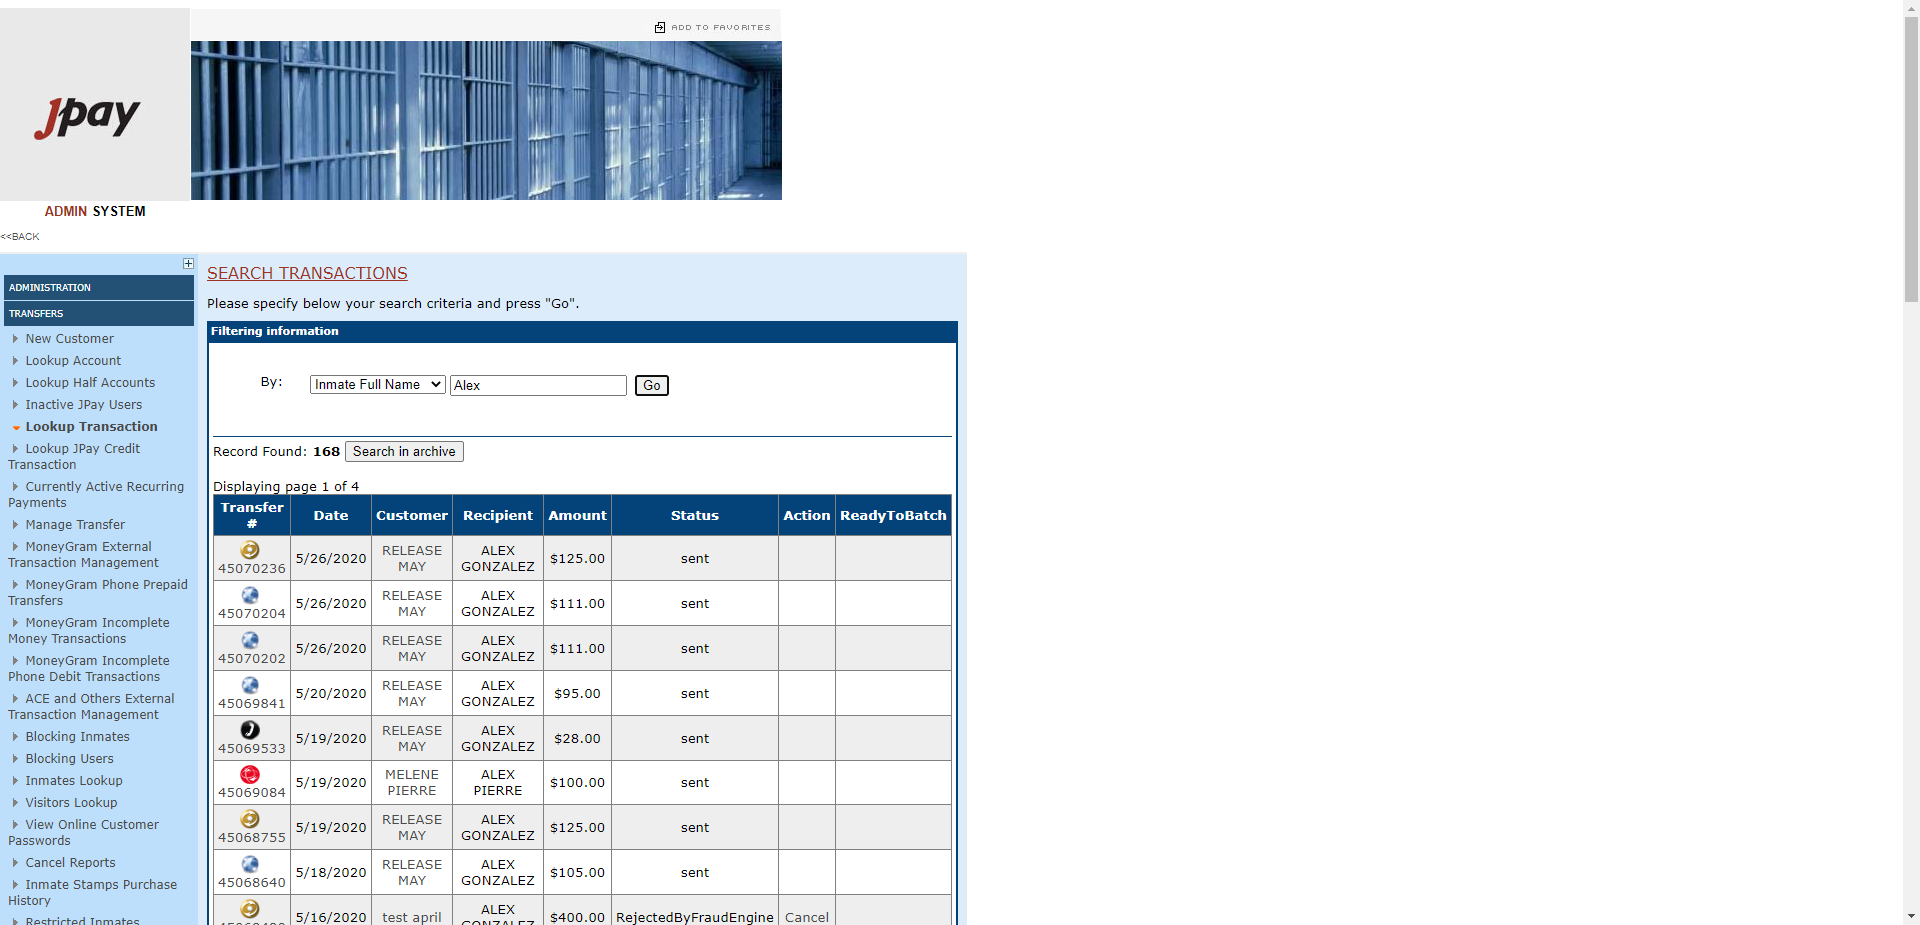 ADD TO FAVORITES
Jpay
ADMIN SYSTEM
<<BACK
ADMINISTRATION
TRANSFERS
New Customer
Lookup Account
Lookup Half Accounts
Inactive JPay Users
Lookup Transaction
Lookup JPay Credit
Transaction
Currently Active Recurring
Payments
Manage Transfer
MoneyGram External
Transaction Management
MoneyGram Phone Prepaid
Transfers
MoneyGram Incomplete
Money Transactions
MoneyGram Incomplete
Phone Debit Transactions
ACE and Others External
Transaction Management
Blocking Inmates
Blocking Users
Inmates Lookup
Visitors Lookup
View Online Customer
Passwords
Cancel Reports
Inmate Stamps Purchase
History
Restricted Inmates
SEARCH TRANSACTIONS
Please specify below your search criteria and press "Go".
Filtering information
By: Inmate Full Name Alex Go
Record Found: 168 Search in archive
Displaying page 1 of 4
Transfer # Date Customer Recipient Amount Status Action ReadyToBatch
45070236 5/26/2020 RELEASE MAY ALEX GONZALEZ $125.00 sent
45070204 5/26/2020 RELEASE MAY ALEX GONZALEZ $111.00 sent
45070202 5/26/2020 RELEASE MAY ALEX GONZALEZ $111.00 sent
45069841 5/20/2020 RELEASE MAY ALEX GONZALEZ $95.00 sent
45069533 5/19/2020 RELEASE MAY ALEX GONZALEZ $28.00 sent
45069084 5/19/2020 MELENE PIERRE ALEX PIERRE $100.00 sent
45068755 5/19/2020 RELEASE MAY ALEX GONZALEZ $125.00 sent
45068640 5/18/2020 RELEASE MAY ALEX GONZALEZ $105.00 sent
5/16/2020 test april ALEX GONZALEZ $400.00 RejectedByFraudEngine Cancel